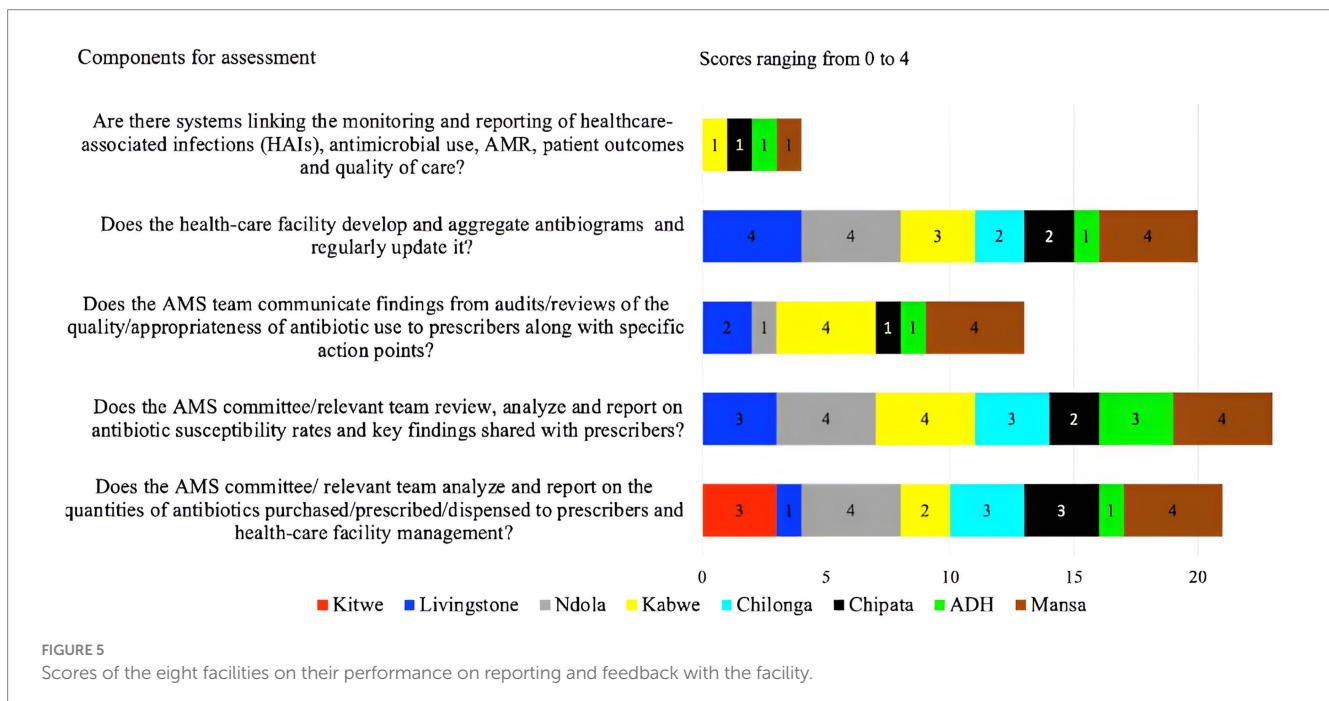 Components for assessment
Scores ranging from 0 to 4
Are there systems linking the monitoring and reporting of healthcare-
associated infections (HAIs), antimicrobial use, AMR, patient outcomes
and quality of care?
1 1 1 1
Does the health-care facility develop and aggregate antibiograms and
regularly update it?
4 4 3 2 2 1 4
Does the AMS team communicate findings from audits/reviews of the
quality/appropriateness of antibiotic use to prescribers along with specific
action points?
2 1 4 1 1 4
Does the AMS committee/relevant team review, analyze and report on
antibiotic susceptibility rates and key findings shared with prescribers?
3 4 4 3 2 3 4
Does the AMS committee/ relevant team analyze and report on the
quantities of antibiotics purchased/prescribed/dispensed to prescribers and
health-care facility management?
3 1 4 2 3 3 1 4
0 5 10 15 20
Kitwe Livingstone Ndola Kabwe Chilonga Chipata ADH Mansa
FIGURE 5
Scores of the eight facilities on their performance on reporting and feedback with the facility.